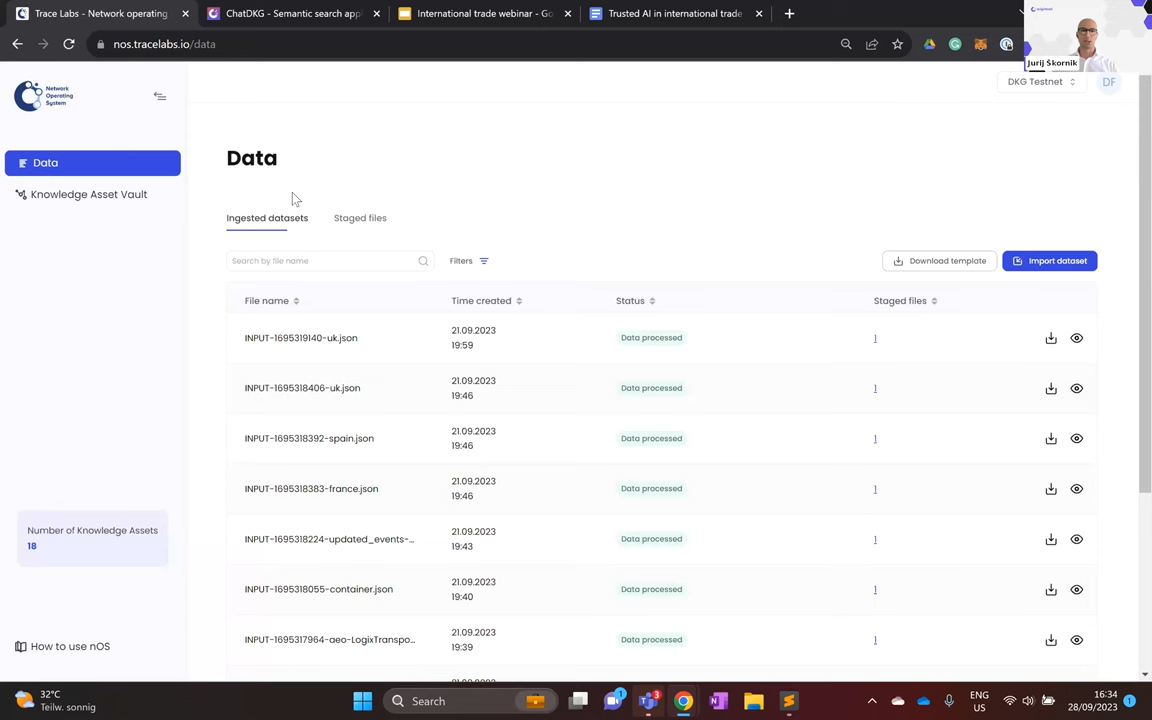 Trace Labs - Network operating
ChatDKG - Semantic search app
International trade webinar - Go
Trusted AI in international trade
nos.tracelabs.io/data
origintrail
Jurij Škornik
Network
Operating
System
DKG Testnet
DF
Data
Knowledge Asset Vault
Data
Ingested datasets
Staged files
Search by file name
Filters
Download template
Import dataset
File name
Time created
Status
Staged files
INPUT-1695319140-uk.json
21.09.2023
19:59
Data processed
1
INPUT-1695318406-uk.json
21.09.2023
19:46
Data processed
1
INPUT-1695318392-spain.json
21.09.2023
19:46
Data processed
1
INPUT-1695318383-france.json
21.09.2023
19:46
Data processed
1
INPUT-1695318224-updated_events-...
21.09.2023
19:43
Data processed
1
INPUT-1695318055-container.json
21.09.2023
19:40
Data processed
1
INPUT-1695317964-aeo-LogixTranspo...
21.09.2023
19:39
Data processed
1
Number of Knowledge Assets
18
How to use nOS
32°C
Teilw. sonnig
Search
1
3
ENG
US
16:34
28/09/2023
1